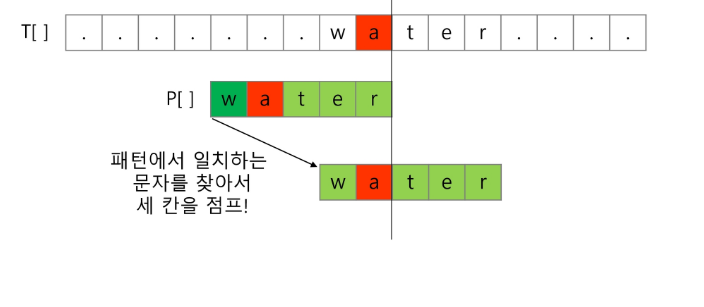 T[ ] . . . . . . . w a t e r . . . .
P[ ] w a t e r
패턴에서 일치하는
문자를 찾아서
세 칸을 점프!
w a t e r